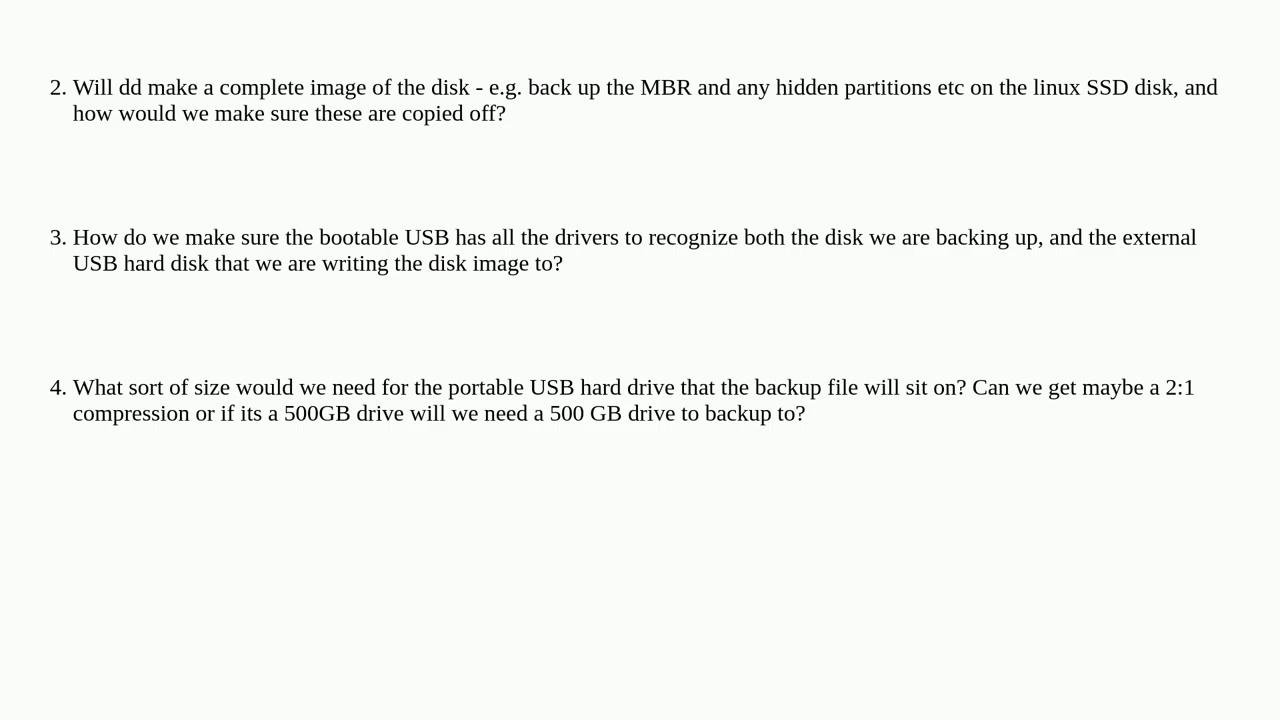 2. Will dd make a complete image of the disk - e.g. back up the MBR and any hidden partitions etc on the linux SSD disk, and
how would we make sure these are copied off?
3. How do we make sure the bootable USB has all the drivers to recognize both the disk we are backing up, and the external
USB hard disk that we are writing the disk image to?
4. What sort of size would we need for the portable USB hard drive that the backup file will sit on? Can we get maybe a 2:1
compression or if its a 500GB drive will we need a 500 GB drive to backup to?